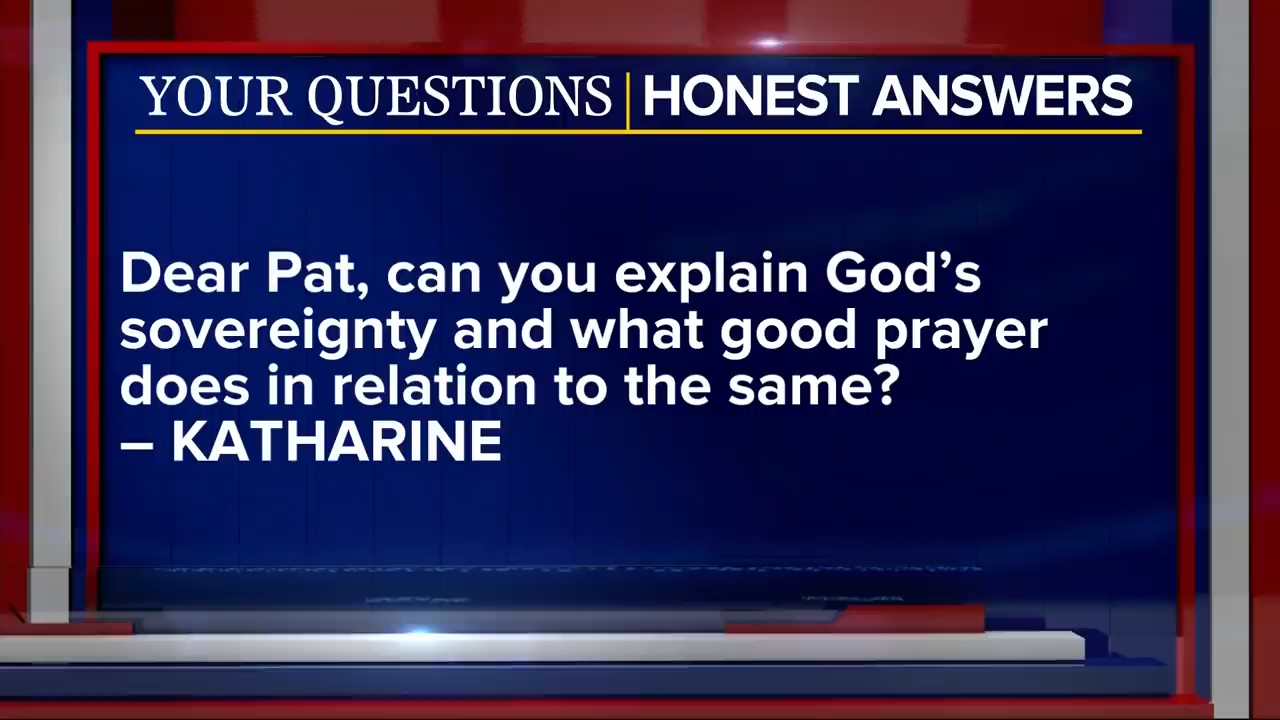 YOUR QUESTIONS | HONEST ANSWERS
Dear Pat, can you explain God’s
sovereignty and what good prayer
does in relation to the same?
– KATHARINE